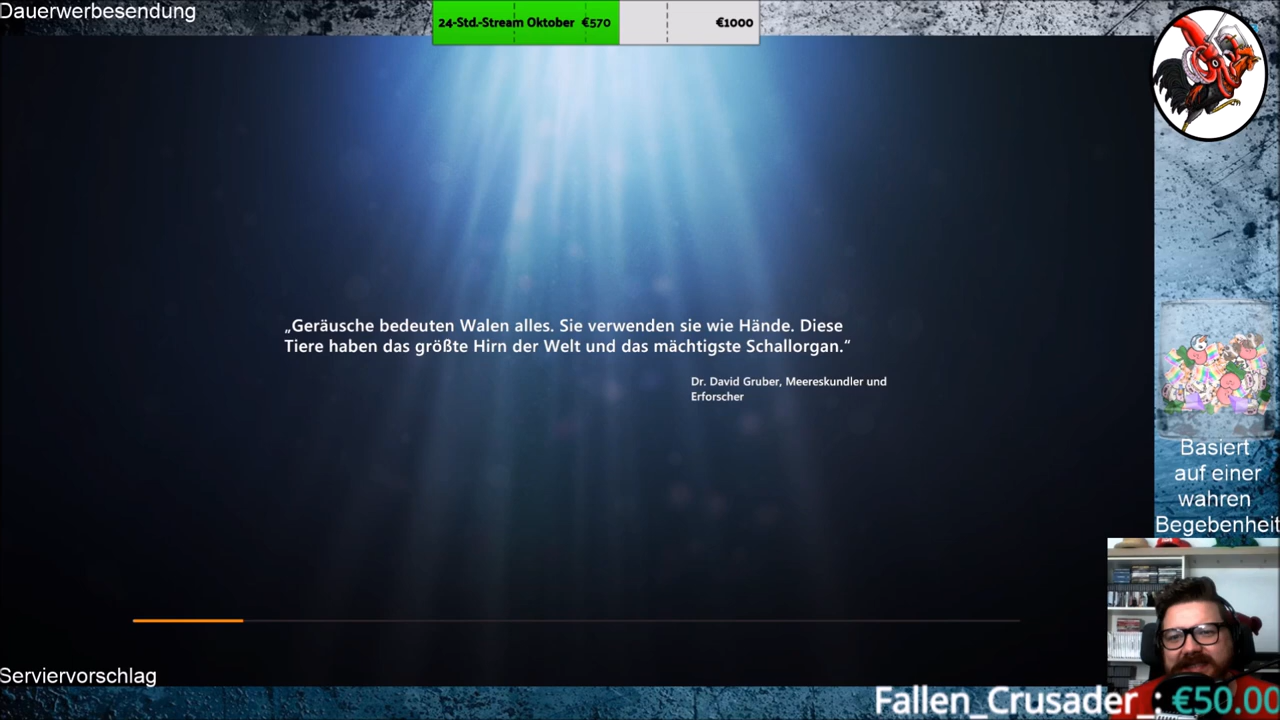 Dauerwerbesendung
24-Std.-Stream Oktober €570
€1000
„Geräusche bedeuten Walen alles. Sie verwenden sie wie Hände. Diese
Tiere haben das größte Hirn der Welt und das mächtigste Schallorgan.“
Dr. David Gruber, Meereskundler und
Erforscher
Basiert
auf einer
wahren
Begebenheit
Serviervorschlag
Fallen_Crusader_: €50.00